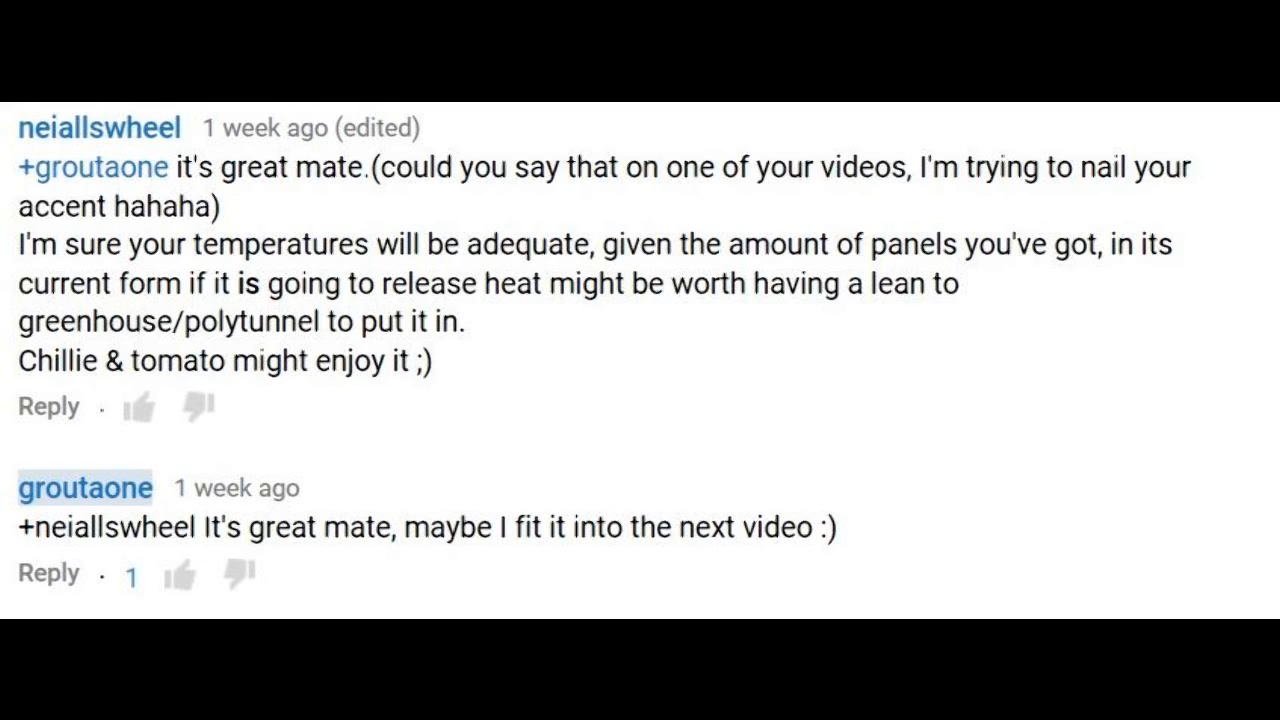 neiallswheel 1 week ago (edited)
+groutaone it's great mate.(could you say that on one of your videos, I'm trying to nail your
accent hahaha)
I'm sure your temperatures will be adequate, given the amount of panels you've got, in its
current form if it is going to release heat might be worth having a lean to
greenhouse/polytunnel to put it in.
Chillie & tomato might enjoy it ;)
Reply ·
groutaone 1 week ago
+neiallswheel It's great mate, maybe I fit it into the next video :)
Reply · 1